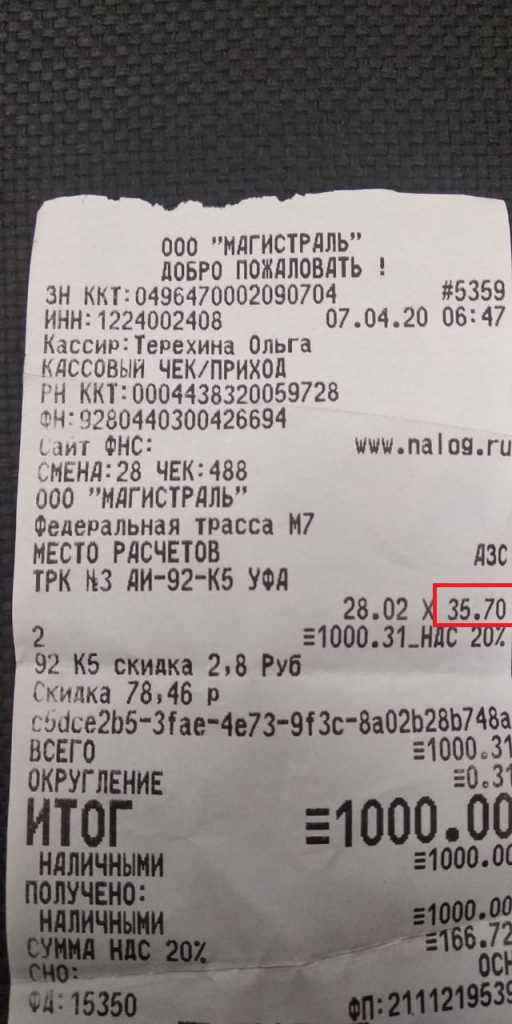 ООО "МАГИСТРАЛЬ"
ДОБРО ПОЖАЛОВАТЬ !
ЗН ККТ:0496470002090704 #5359
ИНН:1224002408 07.04.20 06:47
Кассир:Терехина Ольга
КАССОВЫЙ ЧЕК/ПРИХОД
РН ККТ:0004438320059728
ФН:9280440300426694
Сайт ФНС: www.nalog.ru
СМЕНА:28 ЧЕК:488
ООО "МАГИСТРАЛЬ"
Федеральная трасса М7
МЕСТО РАСЧЕТОВ АЗС
ТРК №3 АИ-92-К5 УФА
28.02 X 35.70
2 ≡1000.31_НДС 20%
92 К5 скидка 2,8 Руб
Скидка 78,46 р
c5dce2b5-3fae-4e73-9f3c-8a02b28b748a
ВСЕГО ≡1000.31
ОКРУГЛЕНИЕ ≡0.31
ИТОГ ≡1000.00
НАЛИЧНЫМИ ≡1000.00
ПОЛУЧЕНО:
НАЛИЧНЫМИ ≡1000.00
СУММА НДС 20% ≡166.72
СНО: ОСН
ФД:15350 ФП:2111219539